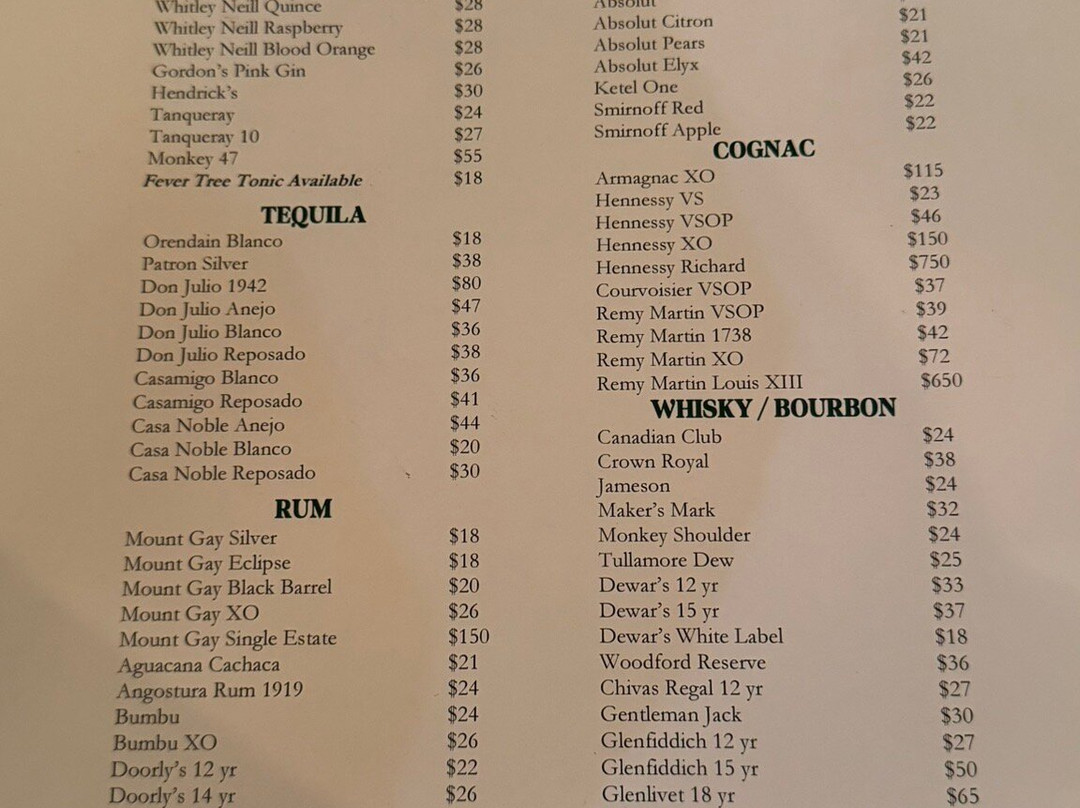 Whitley Neill Quince $28
Whitley Neill Raspberry $28
Whitley Neill Blood Orange $28
Gordon's Pink Gin $26
Hendrick's $30
Tanqueray $24
Tanqueray 10 $27
Monkey 47 $55
Fever Tree Tonic Available $18
TEQUILA
Orendain Blanco $18
Patron Silver $38
Don Julio 1942 $80
Don Julio Anejo $47
Don Julio Blanco $36
Don Julio Reposado $38
Casamigo Blanco $36
Casamigo Reposado $41
Casa Noble Anejo $44
Casa Noble Blanco $20
Casa Noble Reposado $30
RUM
Mount Gay Silver $18
Mount Gay Eclipse $18
Mount Gay Black Barrel $20
Mount Gay XO $26
Mount Gay Single Estate $150
Aguacana Cachaca $21
Angostura Rum 1919 $24
Bumbu $24
Bumbu XO $26
Doorly's 12 yr $22
Doorly's 14 yr $26
Absolut
Absolut Citron $21
Absolut Pears $21
Absolut Elyx $42
Ketel One $26
Smirnoff Red $22
Smirnoff Apple $22
COGNAC
Armagnac XO $115
Hennessy VS $23
Hennessy VSOP $46
Hennessy XO $150
Hennessy Richard $750
Courvoisier VSOP $37
Remy Martin VSOP $39
Remy Martin 1738 $42
Remy Martin XO $72
Remy Martin Louis XIII $650
WHISKY / BOURBON
Canadian Club $24
Crown Royal $38
Jameson $24
Maker's Mark $32
Monkey Shoulder $24
Tullamore Dew $25
Dewar's 12 yr $33
Dewar's 15 yr $37
Dewar's White Label $18
Woodford Reserve $36
Chivas Regal 12 yr $27
Gentleman Jack $30
Glenfiddich 12 yr $27
Glenfiddich 15 yr $50
Glenlivet 18 yr $65